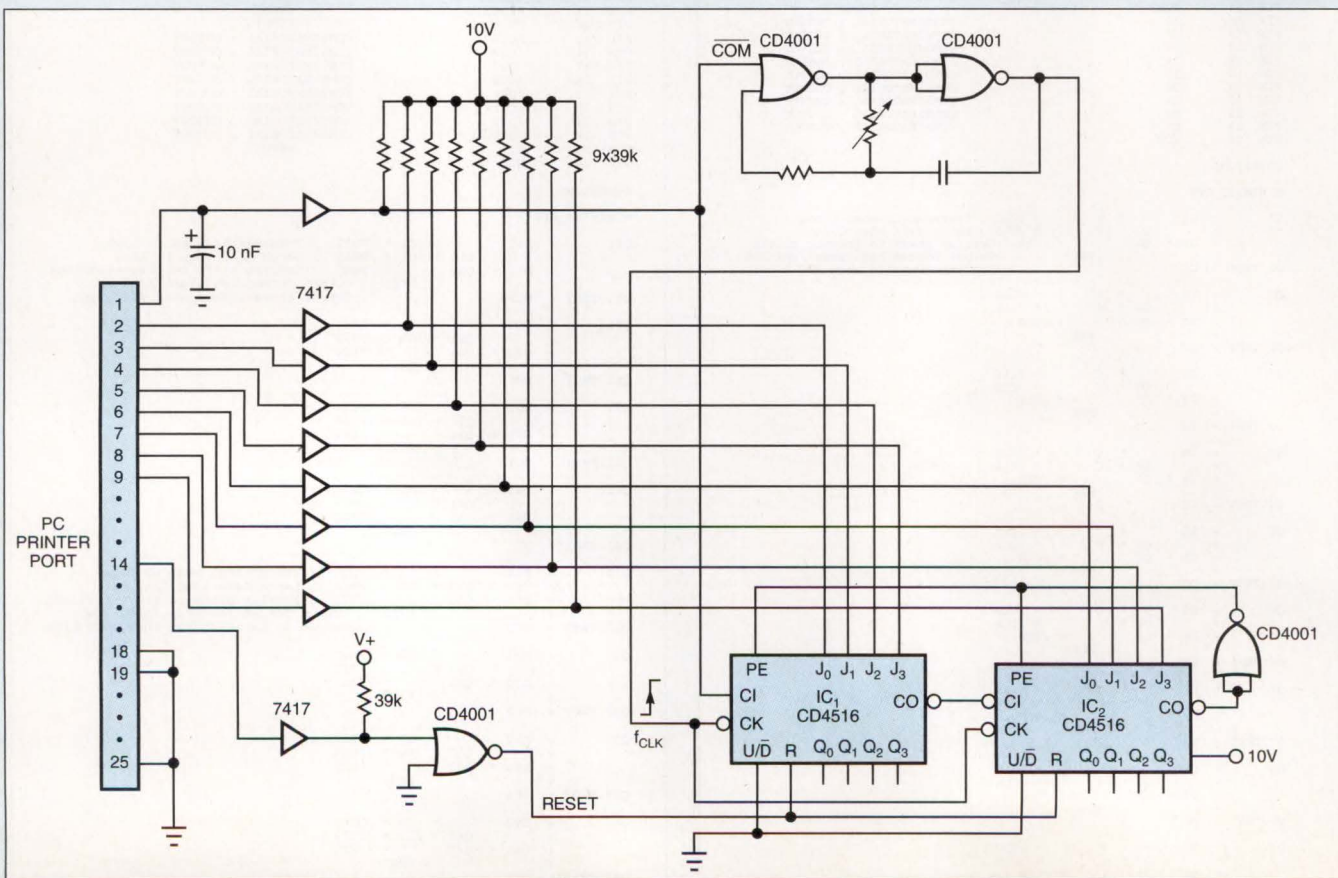 10V
COM
CD4001
CD4001
9x39k
+
10 nF
7417
1
2
3
4
5
6
7
8
9
14
18
19
25
PC
PRINTER
PORT
V+
39k
7417
CD4001
RESET
fCLK
PE J0 J1 J2 J3
CI
IC1
CD4516
CO
CK
U/D R Q0 Q1 Q2 Q3
PE J0 J1 J2 J3
CI
IC2
CD4516
CO
CK
U/D R Q0 Q1 Q2 Q3
CD4001
10V